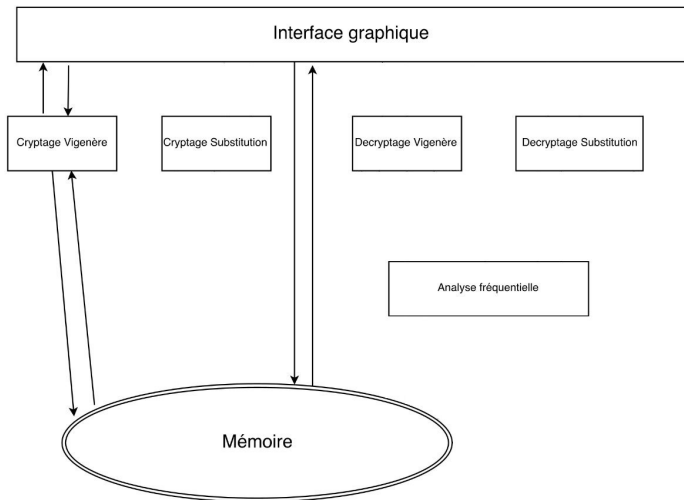 Interface graphique
Cryptage Vigenère
Cryptage Substitution
Decryptage Vigenère
Decryptage Substitution
Analyse fréquentielle
Mémoire